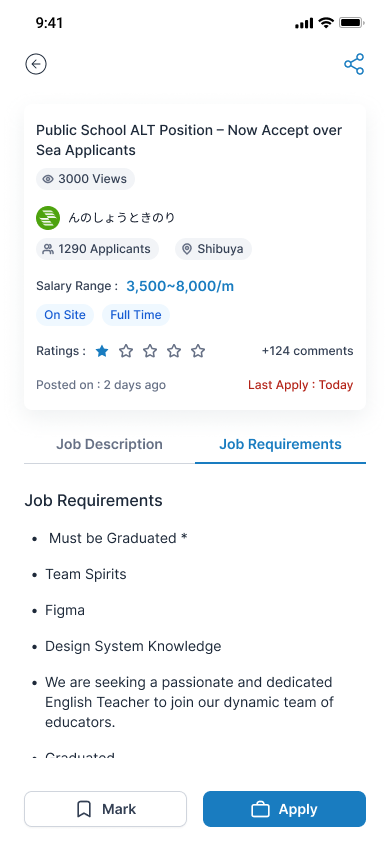 9:41
Public School ALT Position – Now Accept over
Sea Applicants
3000 Views
んのしょうときのり
1290 Applicants
Shibuya
Salary Range : 3,500~8,000/m
On Site
Full Time
Ratings :
+124 comments
Posted on : 2 days ago
Last Apply : Today
Job Description
Job Requirements
Job Requirements
• Must be Graduated *
• Team Spirits
• Figma
• Design System Knowledge
• We are seeking a passionate and dedicated
English Teacher to join our dynamic team of
educators.
• Graduated
Mark
Apply